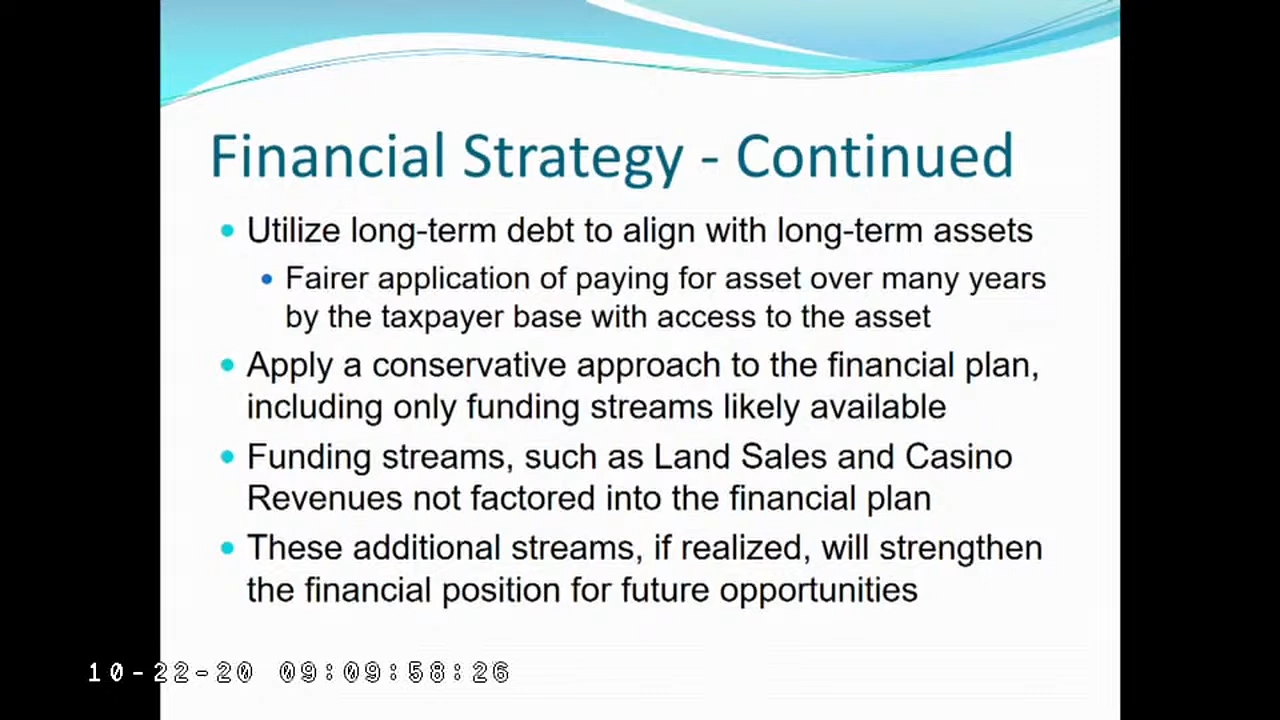 Financial Strategy - Continued
• Utilize long-term debt to align with long-term assets
• Fairer application of paying for asset over many years
by the taxpayer base with access to the asset
• Apply a conservative approach to the financial plan,
including only funding streams likely available
• Funding streams, such as Land Sales and Casino
Revenues not factored into the financial plan
• These additional streams, if realized, will strengthen
the financial position for future opportunities
10-22-20 09:09:58:26